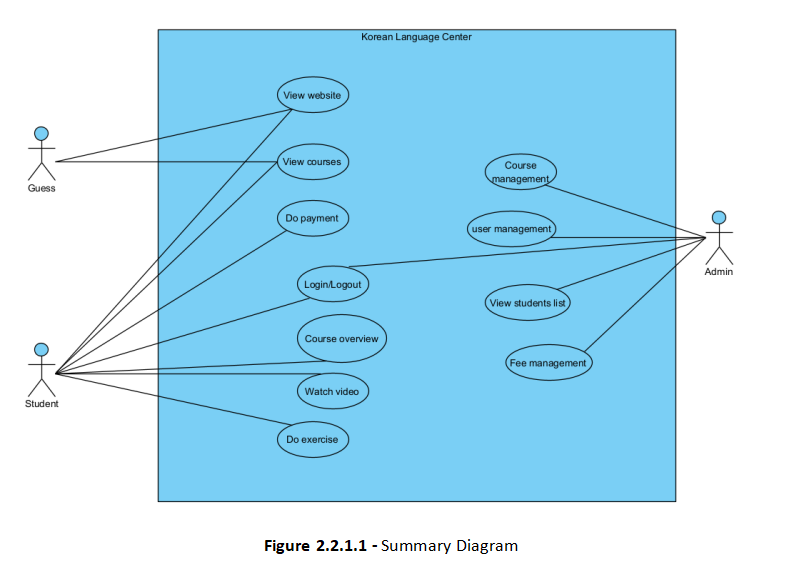 Korean Language Center
View website
Guess
View courses
Course
management
Do payment
user management
Admin
Login/Logout
View students list
Course overview
Fee management
Student
Watch video
Do exercise
Figure 2.2.1.1 - Summary Diagram